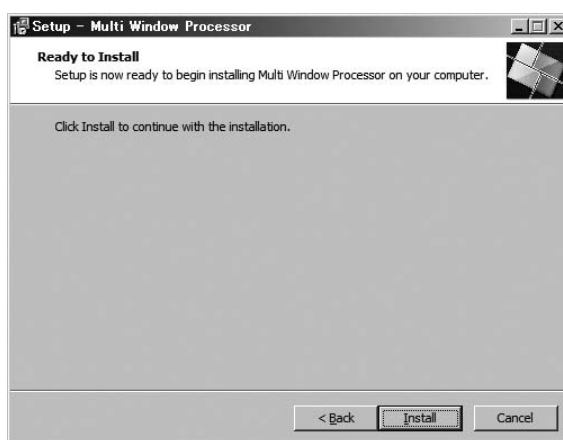 Setup - Multi Window Processor
Ready to Install
Setup is now ready to begin installing Multi Window Processor on your computer.
Click Install to continue with the installation.
< Back
Install
Cancel